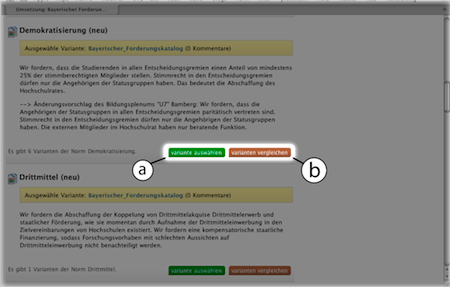 Umsetzung: Bayerischer Forderun...
Demokratisierung (neu)
Ausgewählte Variante: Bayerischer_Forderungskatalog (0 Kommentare)
Wir fordern, dass die Studierenden in allen Entscheidungsgremien einen Anteil von mindestens
25% der stimmberechtigten Mitglieder stellen. Stimmrecht in den Entscheidungsgremien
dürfen nur die Angehörigen der Statusgruppen haben. Das bedeutet die Abschaffung des
Hochschulrates.
--> Änderungsvorschlag des Bildungsplenums "U7" Bamberg: Wir fordern, dass die
Angehörigen der Statusgruppen in allen Entscheidungsgremien paritätisch vertreten sind.
Stimmrecht in den Entscheidungsgremien dürfen nur die Angehörigen der Statusgruppen
haben. Die externen Mitglieder im Hochschulrat haben nur beratende Funktion.
Es gibt 6 Varianten der Norm Demokratisierung.
variante auswählen
varianten vergleichen
a
b
Drittmittel (neu)
Ausgewählte Variante: Bayerischer_Forderungskatalog (0 Kommentare)
Wir fordern die Abschaffung der Koppelung von Drittmittelakquise Drittmittelerwerb und
staatlicher Förderung, wie sie momentan durch Aufnahme der Drittmitteleinwerbung in den
Zielvereinbarungen von Hochschulen existiert. Wir fordern eine kompensatorische staatliche
Finanzierung, sodass Forschungsvorhaben mit schlechten Aussichten auf
Drittmitteleinwerbung nicht benachteiligt werden.
Es gibt 1 Varianten der Norm Drittmittel.
variante auswählen
varianten vergleichen